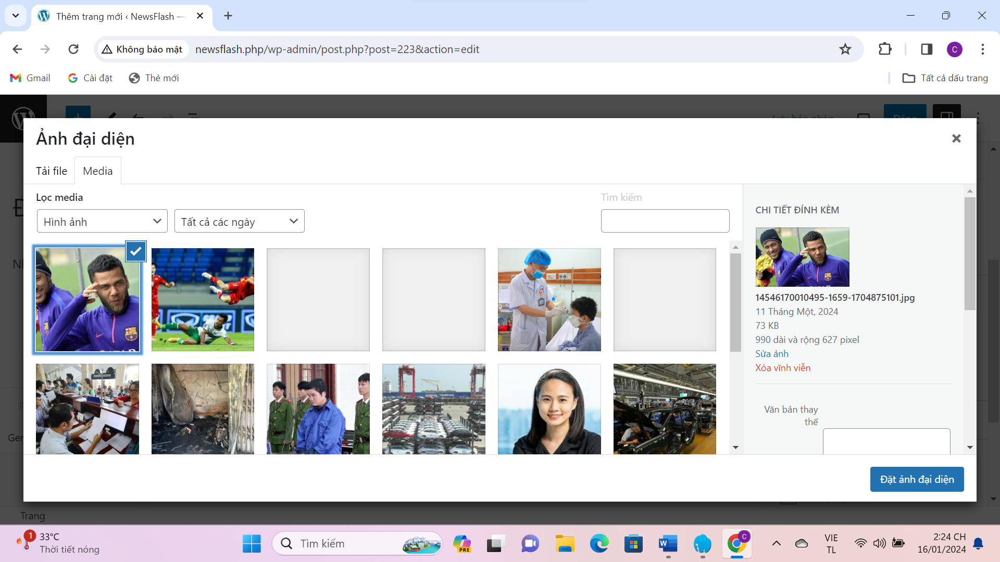 Thêm trang mới ‹ NewsFlash —
Không bảo mật
newsflash.php/wp-admin/post.php?post=223&action=edit
C
Gmail
Cài đặt
Thẻ mới
Tất cả dấu trang
Ảnh đại diện
Tải file
Media
Lọc media
Tìm kiếm
Hình ảnh
Tất cả các ngày
CHI TIẾT ĐÍNH KÈM
14546170010495-1659-1704875101.jpg
11 Tháng Một, 2024
73 KB
990 dài và rộng 627 pixel
Sửa ảnh
Xóa vĩnh viễn
Văn bản thay
thế
COSCO SHIPPING
Đặt ảnh đại diện
Trang
1
33°C
Thời tiết nóng
Tìm kiếm
PRE
W
C
VIE
TL
2:24 CH
16/01/2024